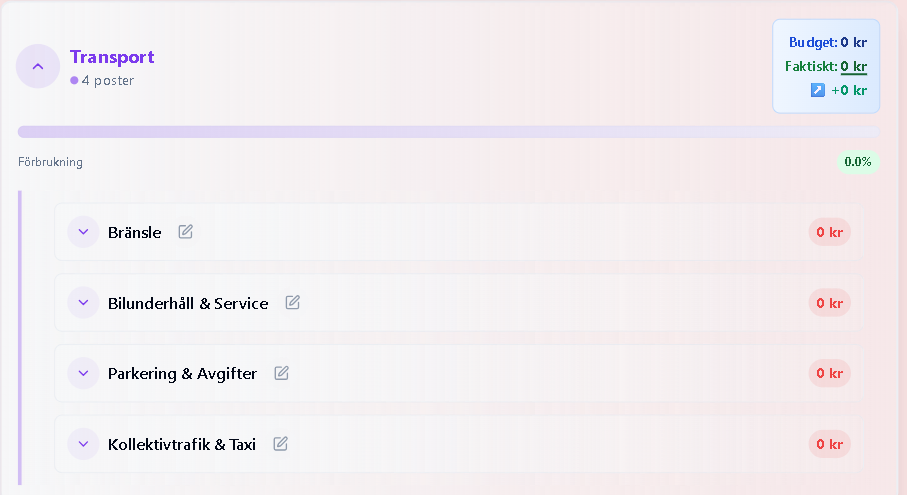 Transport
4 poster
Budget: 0 kr
Faktiskt: 0 kr
+0 kr
Förbrukning
0.0%
Bränsle
0 kr
Bilunderhåll & Service
0 kr
Parkering & Avgifter
0 kr
Kollektivtrafik & Taxi
0 kr